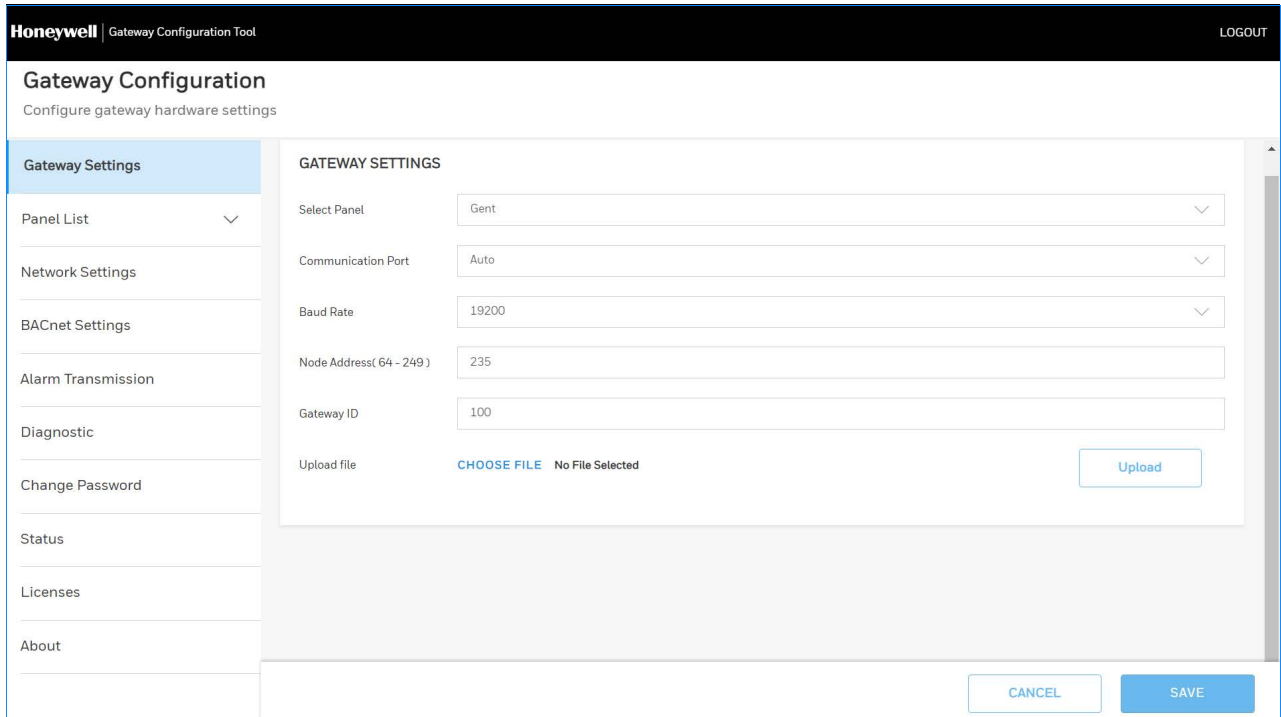 Honeywell | Gateway Configuration Tool
LOGOUT
Gateway Configuration
Configure gateway hardware settings
Gateway Settings
Panel List
Network Settings
BACnet Settings
Alarm Transmission
Diagnostic
Change Password
Status
Licenses
About
GATEWAY SETTINGS
Select Panel Gent
Communication Port Auto
Baud Rate 19200
Node Address( 64 - 249 ) 235
Gateway ID 100
Upload file CHOOSE FILE No File Selected Upload
CANCEL SAVE